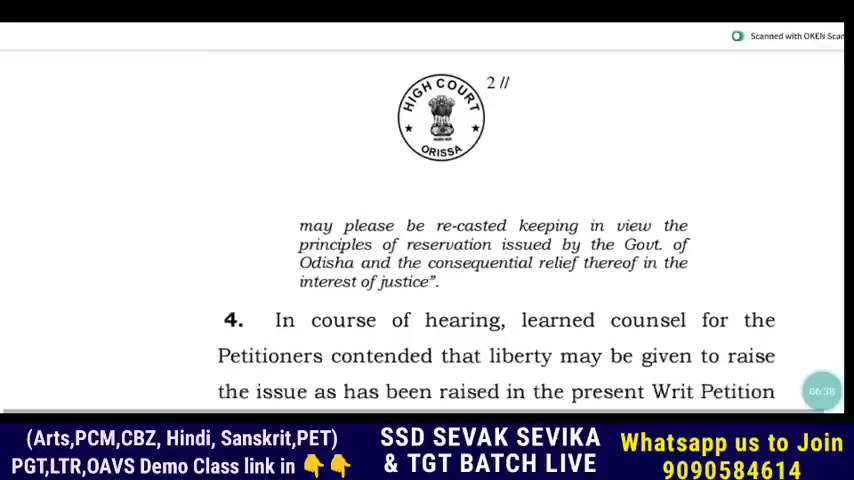 Scanned with OKEN Scan
2 //
HIGH COURT
ORISSA
may please be re-casted keeping in view the
principles of reservation issued by the Govt. of
Odisha and the consequential relief thereof in the
interest of justice".
4. In course of hearing, learned counsel for the
Petitioners contended that liberty may be given to raise
the issue as has been raised in the present Writ Petition
06:38
(Arts,PCM,CBZ, Hindi, Sanskrit,PET)
PGT,LTR,OAVS Demo Class link in 👇👇
SSD SEVAK SEVIKA
& TGT BATCH LIVE
Whatsapp us to Join
9090584614